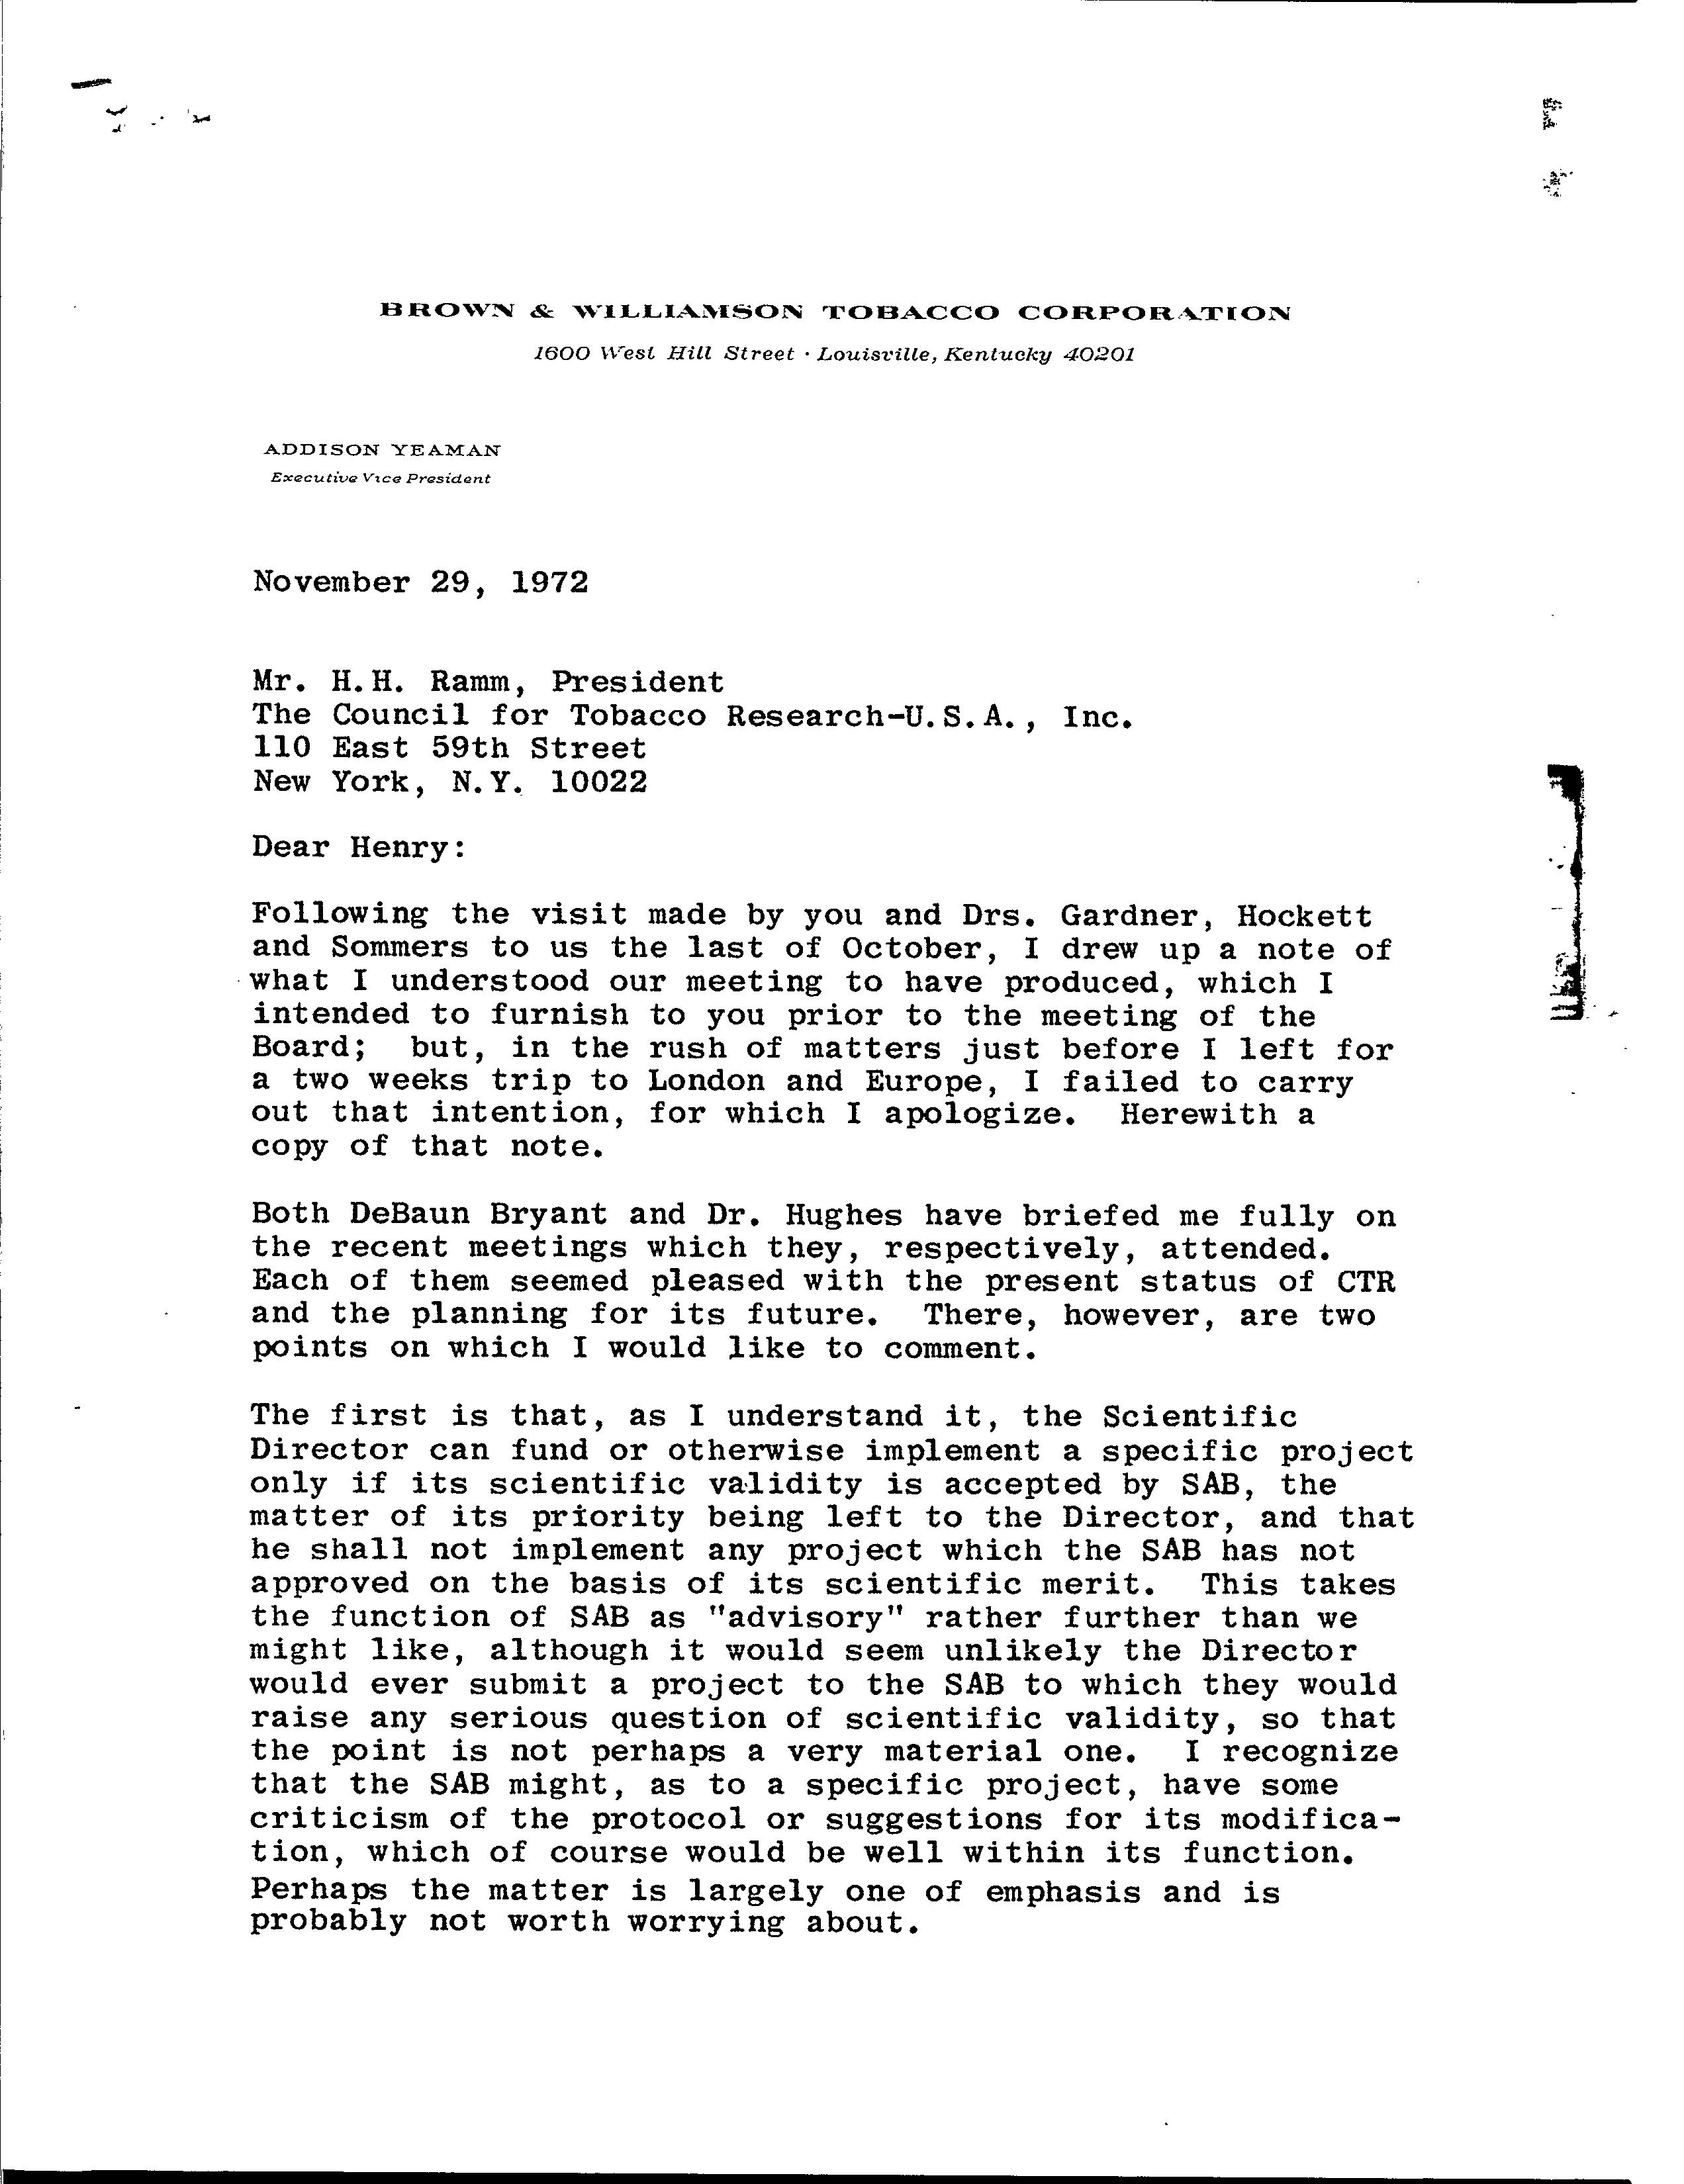 BROWN & WILLIAMSON TOBACCO CORPORATION
1600 West Hill Street · Louisville, Kentucky 40201
ADDISON YEAMAN
Executive Vice President
November 29, 1972
Mr. H.H. Ramm, President
The Council for Tobacco Research-U.S.A., Inc.
110 East 59th Street
New York, N.Y. 10022
Dear Henry:
Following the visit made by you and Drs. Gardner, Hockett
and Sommers to us the last of October, I drew up a note of
what I understood our meeting to have produced, which I
intended to furnish to you prior to the meeting of the
Board; but, in the rush of matters just before I left for
a two weeks trip to London and Europe, I failed to carry
out that intention, for which I apologize. Herewith a
copy of that note.
Both DeBaun Bryant and Dr. Hughes have briefed me fully on
the recent meetings which they, respectively, attended.
Each of them seemed pleased with the present status of CTR
and the planning for its future. There, however, are two
points on which I would like to comment.
The first is that, as I understand it, the Scientific
Director can fund or otherwise implement a specific project
only if its scientific validity is accepted by SAB, the
matter of its priority being left to the Director, and that
he shall not implement any project which the SAB has not
approved on the basis of its scientific merit. This takes
the function of SAB as "advisory" rather further than we
might like, although it would seem unlikely the Director
would ever submit a project to the SAB to which they would
raise any serious question of scientific validity, so that
the point is not perhaps a very material one. I recognize
that the SAB might, as to a specific project, have some
criticism of the protocol or suggestions for its modifica-
tion, which of course would be well within its function.
Perhaps the matter is largely one of emphasis and is
probably not worth worrying about.